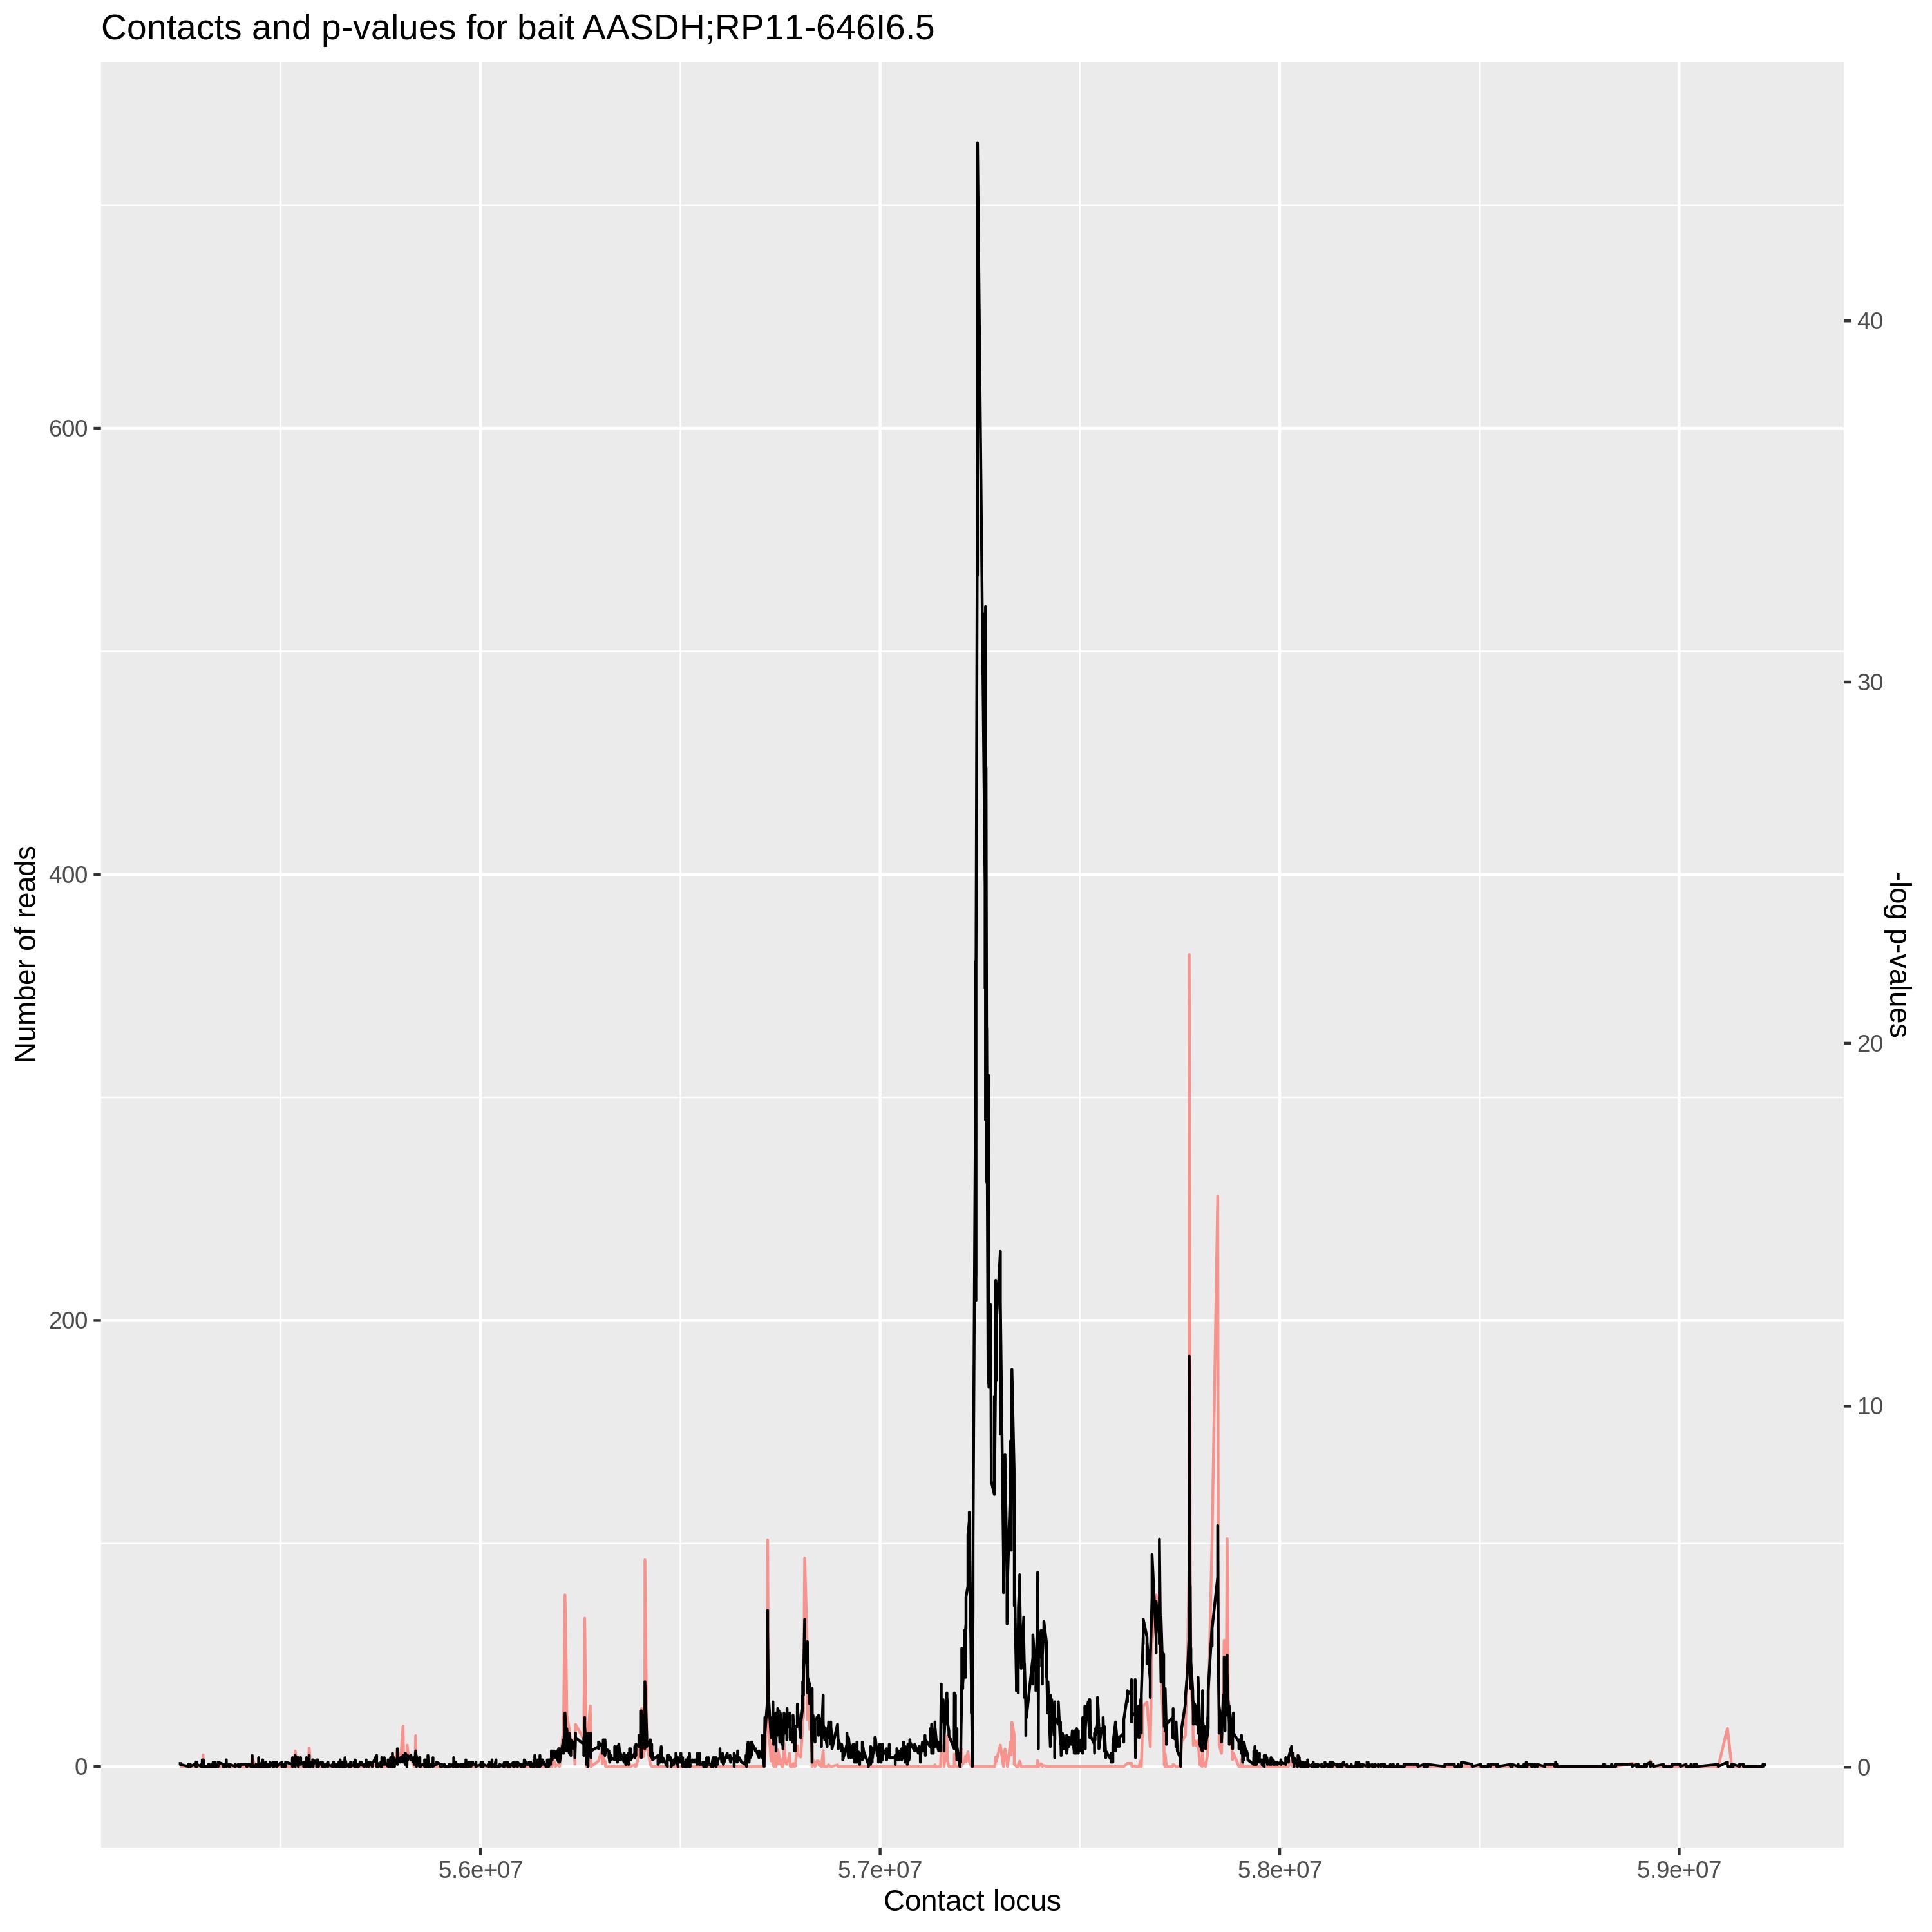 Contacts and p-values for bait AASDH;RP11-646I6.5
Number of reads
600
400
200
0
40
30
20
10
0
-log p-values
5.6e+07 5.7e+07 5.8e+07 5.9e+07
Contact locus